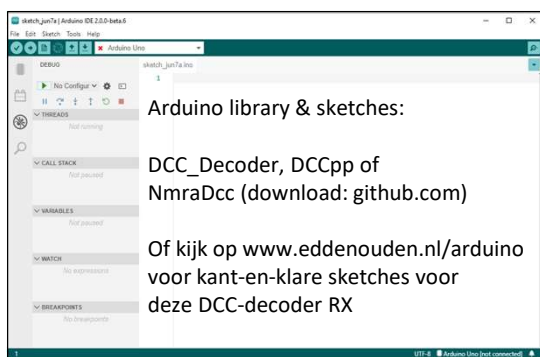 sketch_jun7a | Arduino IDE 2.0.0-beta.6
File Edit Sketch Tools Help
Arduino Uno
DEBUG
sketch_jun7a.ino
No Configur
1
THREADS
Not running
CALL STACK
Not paused
VARIABLES
Not paused
WATCH
No expressions
BREAKPOINTS
No breakpoints
Arduino library & sketches:
DCC_Decoder, DCCpp of
NmraDcc (download: github.com)
Of kijk op www.eddenouden.nl/arduino
voor kant-en-klare sketches voor
deze DCC-decoder RX
1
UTF-8 Arduino Uno [not connected]